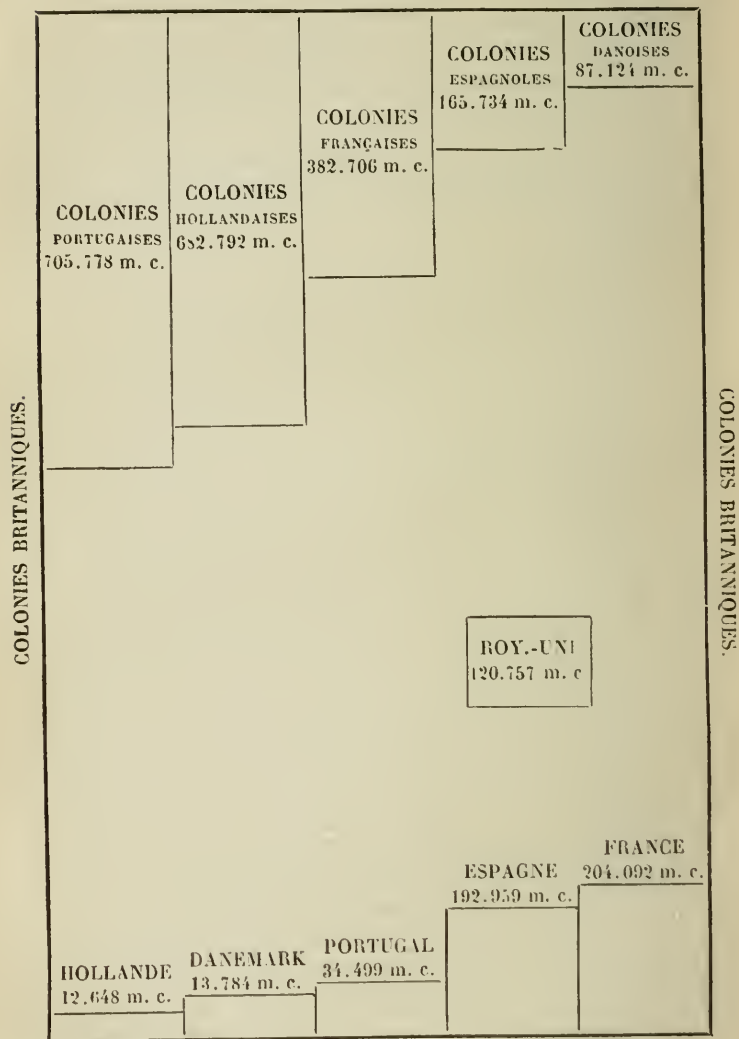 COLONIES
DANOISES
87.124 m. c.
COLONIES
ESPAGNOLES
165.734 m. c.
COLONIES
FRANÇAISES
382.706 m. c.
COLONIES
HOLLANDAISES
682.792 m. c.
COLONIES
PORTUGAISES
705.778 m. c.
COLONIES BRITANNIQUES.
COLONIES BRITANNIQUES.
ROY.-UNI
120.757 m. c
FRANCE
204.092 m. c.
ESPAGNE
192.959 m. c.
PORTUGAL
34.499 m. c.
DANEMARK
13.784 m. c.
HOLLANDE
12.648 m. c.